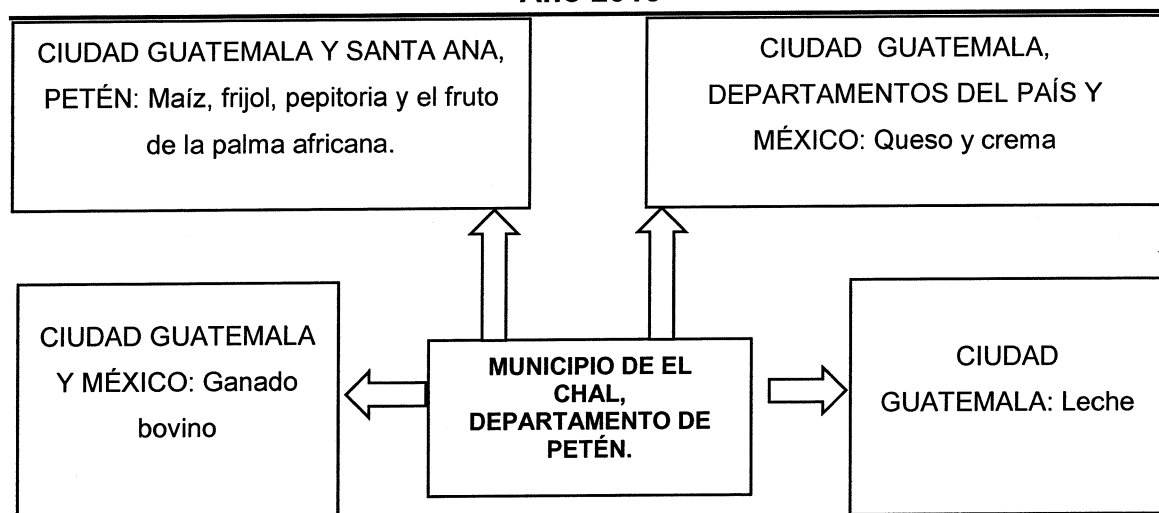 CIUDAD GUATEMALA Y SANTA ANA,
PETÉN: Maíz, frijol, pepitoria y el fruto
de la palma africana.
CIUDAD GUATEMALA,
DEPARTAMENTOS DEL PAÍS Y
MÉXICO: Queso y crema
CIUDAD GUATEMALA
Y MÉXICO: Ganado
bovino
MUNICIPIO DE EL
CHAL,
DEPARTAMENTO DE
PETÉN.
CIUDAD
GUATEMALA: Leche